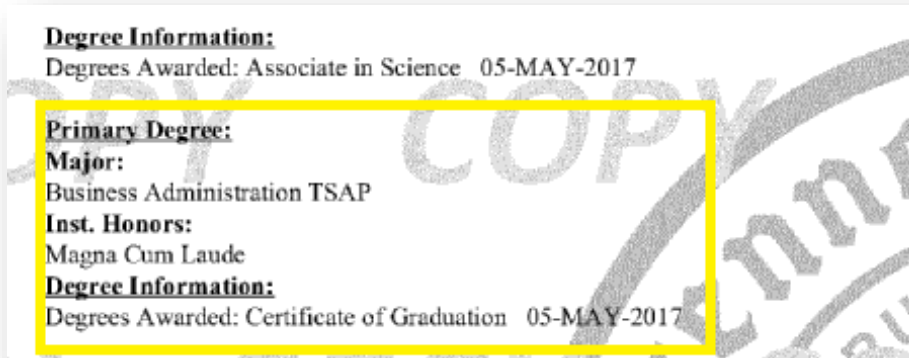 Degree Information:
Degrees Awarded: Associate in Science 05-MAY-2017
COPY COPY
Primary Degree:
Major:
Business Administration TSAP
Inst. Honors:
Magna Cum Laude
Degree Information:
Degrees Awarded: Certificate of Graduation 05-MAY-2017